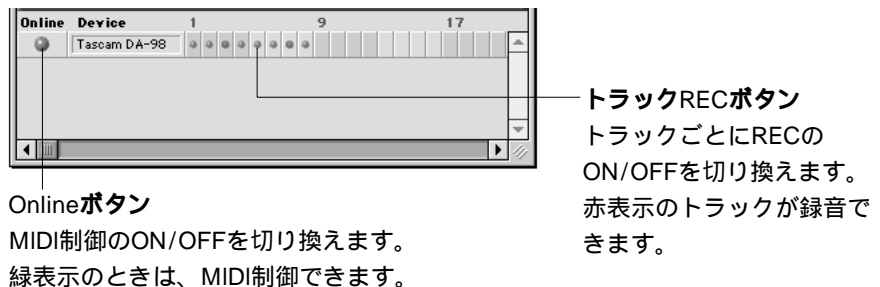 Online Device 1 9 17
Tascam DA-98
トラックRECボタン
トラックごとにRECの
ON/OFFを切り換えます。
赤表示のトラックが録音で
きます。
Onlineボタン
MIDI制御のON/OFFを切り換えます。
緑表示のときは、MIDI制御できます。